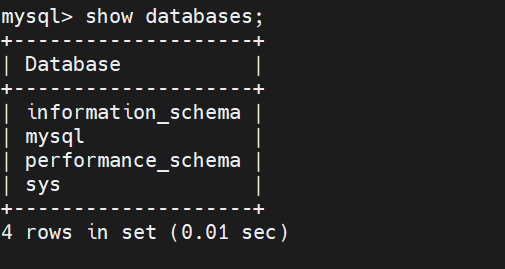 mysql> show databases;
+--------------------+
| Database           |
+--------------------+
| information_schema |
| mysql              |
| performance_schema |
| sys                |
+--------------------+
4 rows in set (0.01 sec)